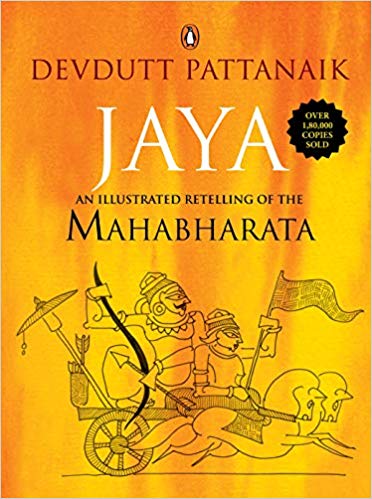 DEVDUTT PATTANAIK
JAYA
OVER
1,80,000
COPIES
SOLD
AN ILLUSTRATED RETELLING OF THE
MAHABHARATA